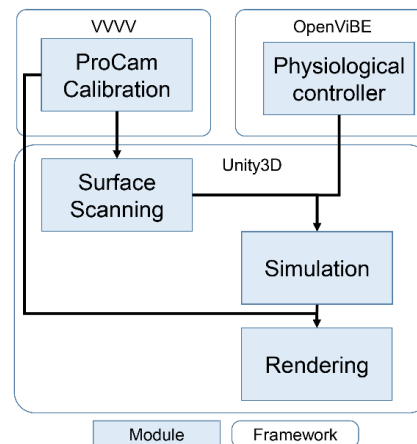 VVVV
OpenViBE
ProCam
Calibration
Physiological
controller
Unity3D
Surface
Scanning
Simulation
Rendering
Module
Framework